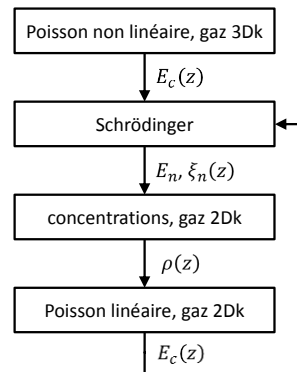 Poisson non linéaire, gaz 3Dk
E_c(z)
Schrödinger
E_n, ξ_n(z)
concentrations, gaz 2Dk
ρ(z)
Poisson linéaire, gaz 2Dk
E_c(z)